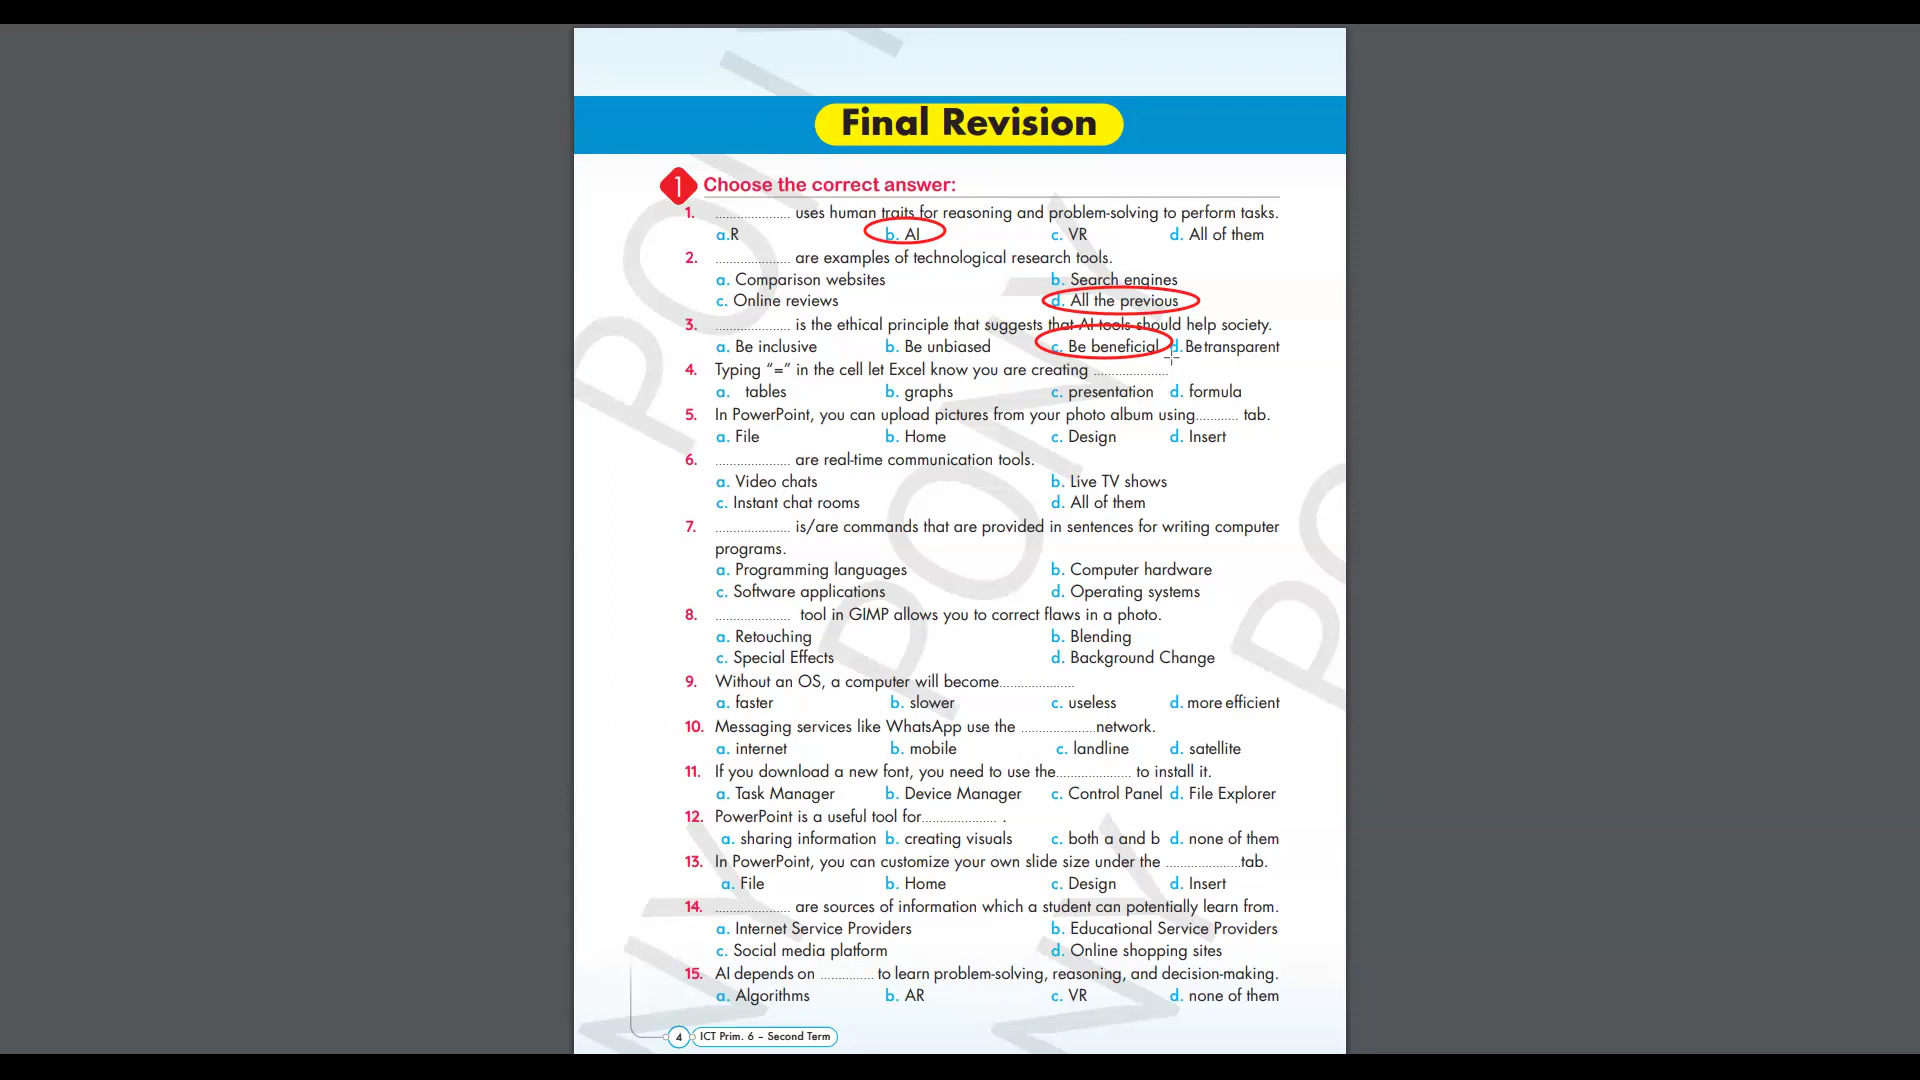 Final Revision
1 Choose the correct answer:
1. ..................... uses human traits for reasoning and problem-solving to perform tasks.
a.R b. AI c. VR d. All of them
2. ..................... are examples of technological research tools.
a. Comparison websites b. Search engines
c. Online reviews d. All the previous
3. ..................... is the ethical principle that suggests that AI tools should help society.
a. Be inclusive b. Be unbiased c. Be beneficial d. Be transparent
4. Typing “=” in the cell let Excel know you are creating .....................
a. tables b. graphs c. presentation d. formula
5. In PowerPoint, you can upload pictures from your photo album using............ tab.
a. File b. Home c. Design d. Insert
6. ..................... are real-time communication tools.
a. Video chats b. Live TV shows
c. Instant chat rooms d. All of them
7. ..................... is/are commands that are provided in sentences for writing computer
programs.
a. Programming languages b. Computer hardware
c. Software applications d. Operating systems
8. ..................... tool in GIMP allows you to correct flaws in a photo.
a. Retouching b. Blending
c. Special Effects d. Background Change
9. Without an OS, a computer will become.....................
a. faster b. slower c. useless d. more efficient
10. Messaging services like WhatsApp use the .....................network.
a. internet b. mobile c. landline d. satellite
11. If you download a new font, you need to use the..................... to install it.
a. Task Manager b. Device Manager c. Control Panel d. File Explorer
12. PowerPoint is a useful tool for..................... .
a. sharing information b. creating visuals c. both a and b d. none of them
13. In PowerPoint, you can customize your own slide size under the .....................tab.
a. File b. Home c. Design d. Insert
14. ..................... are sources of information which a student can potentially learn from.
a. Internet Service Providers b. Educational Service Providers
c. Social media platform d. Online shopping sites
15. AI depends on ............... to learn problem-solving, reasoning, and decision-making.
a. Algorithms b. AR c. VR d. none of them
4 ICT Prim. 6 – Second Term
PONY